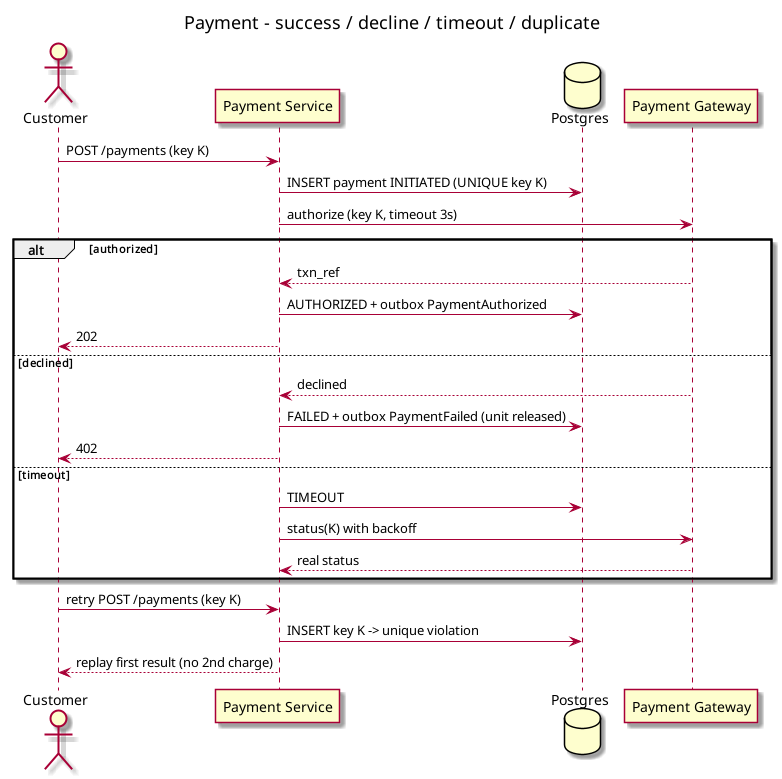 Payment - success / decline / timeout / duplicate
Customer
Payment Service
Postgres
Payment Gateway
POST /payments (key K)
INSERT payment INITIATED (UNIQUE key K)
authorize (key K, timeout 3s)
alt [authorized]
txn_ref
AUTHORIZED + outbox PaymentAuthorized
202
[declined]
declined
FAILED + outbox PaymentFailed (unit released)
402
[timeout]
TIMEOUT
status(K) with backoff
real status
retry POST /payments (key K)
INSERT key K -> unique violation
replay first result (no 2nd charge)
Customer
Payment Service
Postgres
Payment Gateway